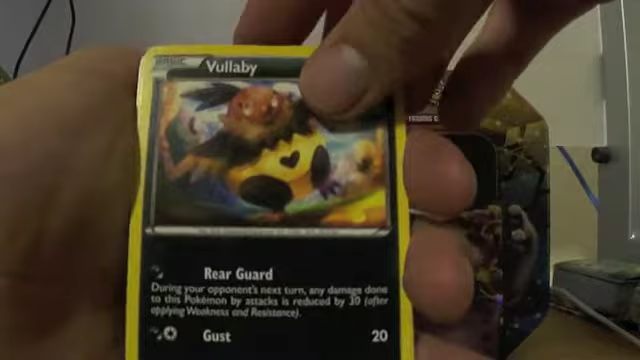 BASIC
Vullaby
Rear Guard
During your opponent's next turn, any damage done
to this Pokémon by attacks is reduced by 30 (after
applying Weakness and Resistance).
Gust 20